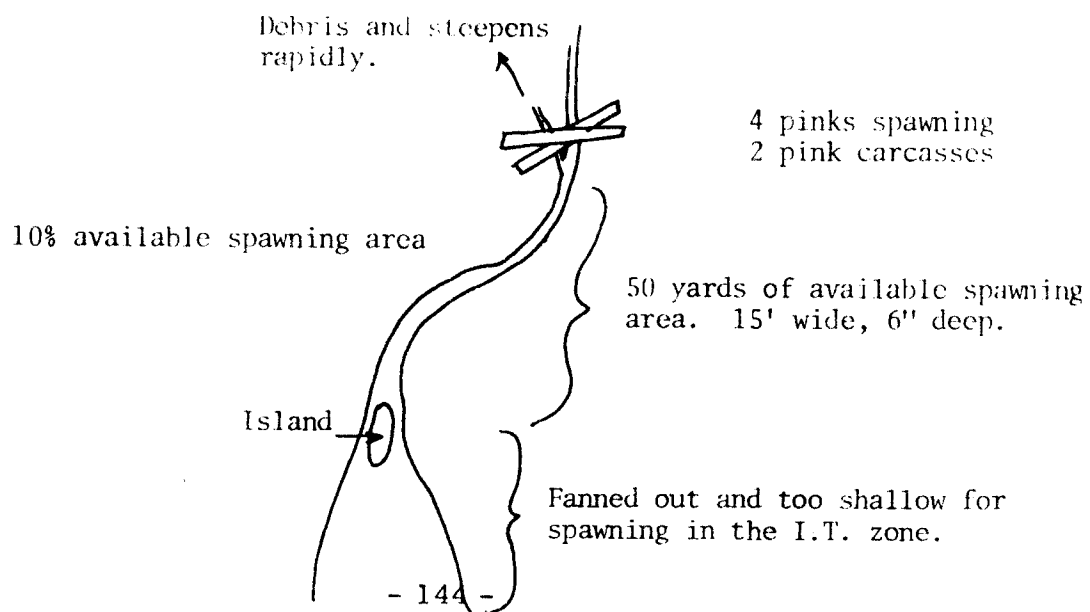 Debris and steepens
rapidly.
4 pinks spawning
2 pink carcasses
10% available spawning area
50 yards of available spawning
area. 15' wide, 6" deep.
Island
Fanned out and too shallow for
spawning in the I.T. zone.
- 144 -